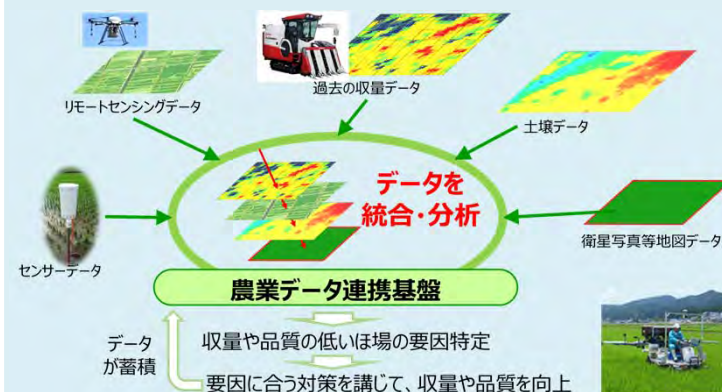 リモートセンシングデータ
過去の収量データ
土壌データ
データを
統合・分析
センサーデータ
衛星写真等地図データ
農業データ連携基盤
データ
が蓄積
収量や品質の低いほ場の要因特定
要因に合う対策を講じて、収量や品質を向上